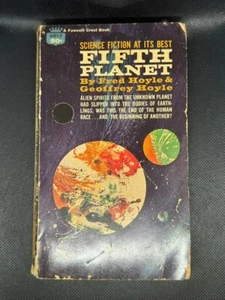 A Fawcett Crest Book
50¢
SCIENCE FICTION AT ITS BEST
FIFTH
PLANET
By Fred Hoyle &
Geoffrey Hoyle
ALIEN SPIRITS FROM THE UNKNOWN PLANET
HAD SLIPPED INTO THE BODIES OF EARTH-
LINGS. WAS THIS THE END OF THE HUMAN
RACE ... AND THE BEGINNING OF ANOTHER?